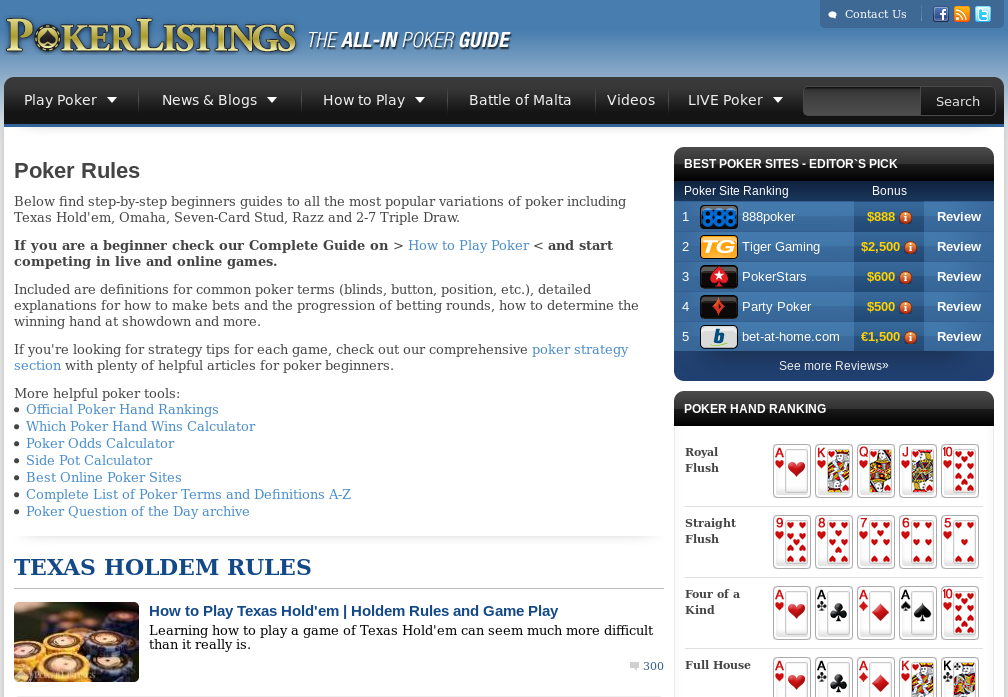 Contact Us
POKERLISTINGS THE ALL-IN POKER GUIDE
Play Poker News & Blogs How to Play Battle of Malta Videos LIVE Poker Search
Poker Rules
Below find step-by-step beginners guides to all the most popular variations of poker including
Texas Hold'em, Omaha, Seven-Card Stud, Razz and 2-7 Triple Draw.
If you are a beginner check our Complete Guide on > How to Play Poker < and start
competing in live and online games.
Included are definitions for common poker terms (blinds, button, position, etc.), detailed
explanations for how to make bets and the progression of betting rounds, how to determine the
winning hand at showdown and more.
If you're looking for strategy tips for each game, check out our comprehensive poker strategy
section with plenty of helpful articles for poker beginners.
More helpful poker tools:
Official Poker Hand Rankings
Which Poker Hand Wins Calculator
Poker Odds Calculator
Side Pot Calculator
Best Online Poker Sites
Complete List of Poker Terms and Definitions A-Z
Poker Question of the Day archive
TEXAS HOLDEM RULES
How to Play Texas Hold'em | Holdem Rules and Game Play
Learning how to play a game of Texas Hold'em can seem much more difficult
than it really is.
300
BEST POKER SITES - EDITOR`S PICK
Poker Site Ranking Bonus
1 888 888poker $888 Review
2 TG Tiger Gaming $2,500 Review
3 PokerStars $600 Review
4 Party Poker $500 Review
5 b bet-at-home.com €1,500 Review
See more Reviews»
POKER HAND RANKING
Royal
Flush
A K Q J 10
Straight
Flush
9 8 7 6 5
Four of a
Kind
A A A A 10
Full House
A A A K K